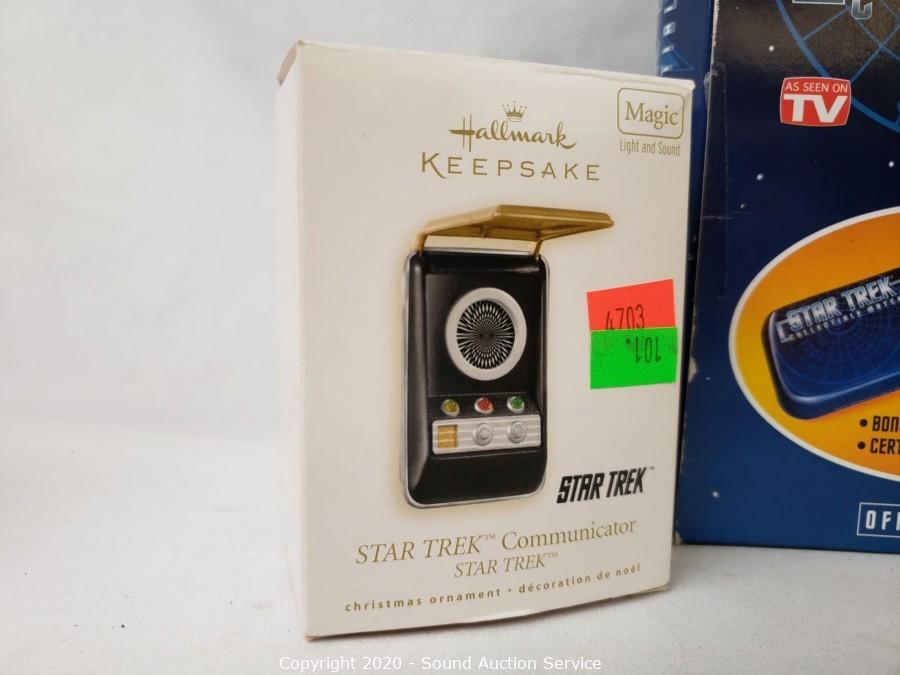 Hallmark
KEEPSAKE
Magic
Light and Sound
4703
101.
STAR TREK™
STAR TREK™ Communicator
STAR TREK™
christmas ornament • décoration de noël
AS SEEN ON
TV
STAR TREK
• BON
• CERT
OFF
Copyright 2020 - Sound Auction Service